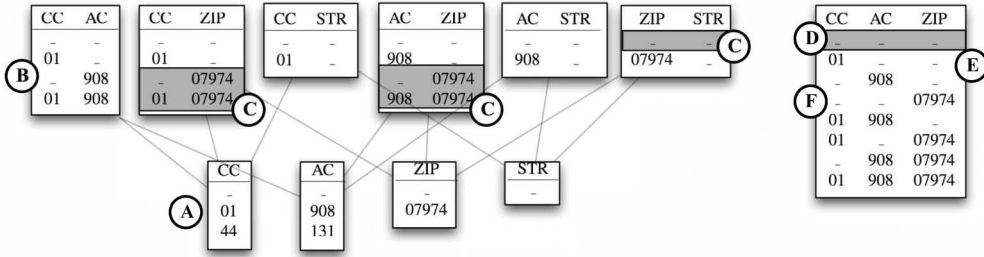 CC AC
_ _
01 _
_ 908
01 908
B
CC ZIP
_ _
01 _
_ 07974
01 07974
C
CC STR
_ _
01 _
AC ZIP
_ _
908 _
_ 07974
908 07974
C
AC STR
_ _
908 _
ZIP STR
_ _
07974 _
C
CC AC ZIP
_ _ _
01 _ _
_ 908 _
_ _ 07974
01 908 _
01 _ 07974
_ 908 07974
01 908 07974
D
E
F
CC
_
01
44
A
AC
_
908
131
ZIP
_
07974
STR
_